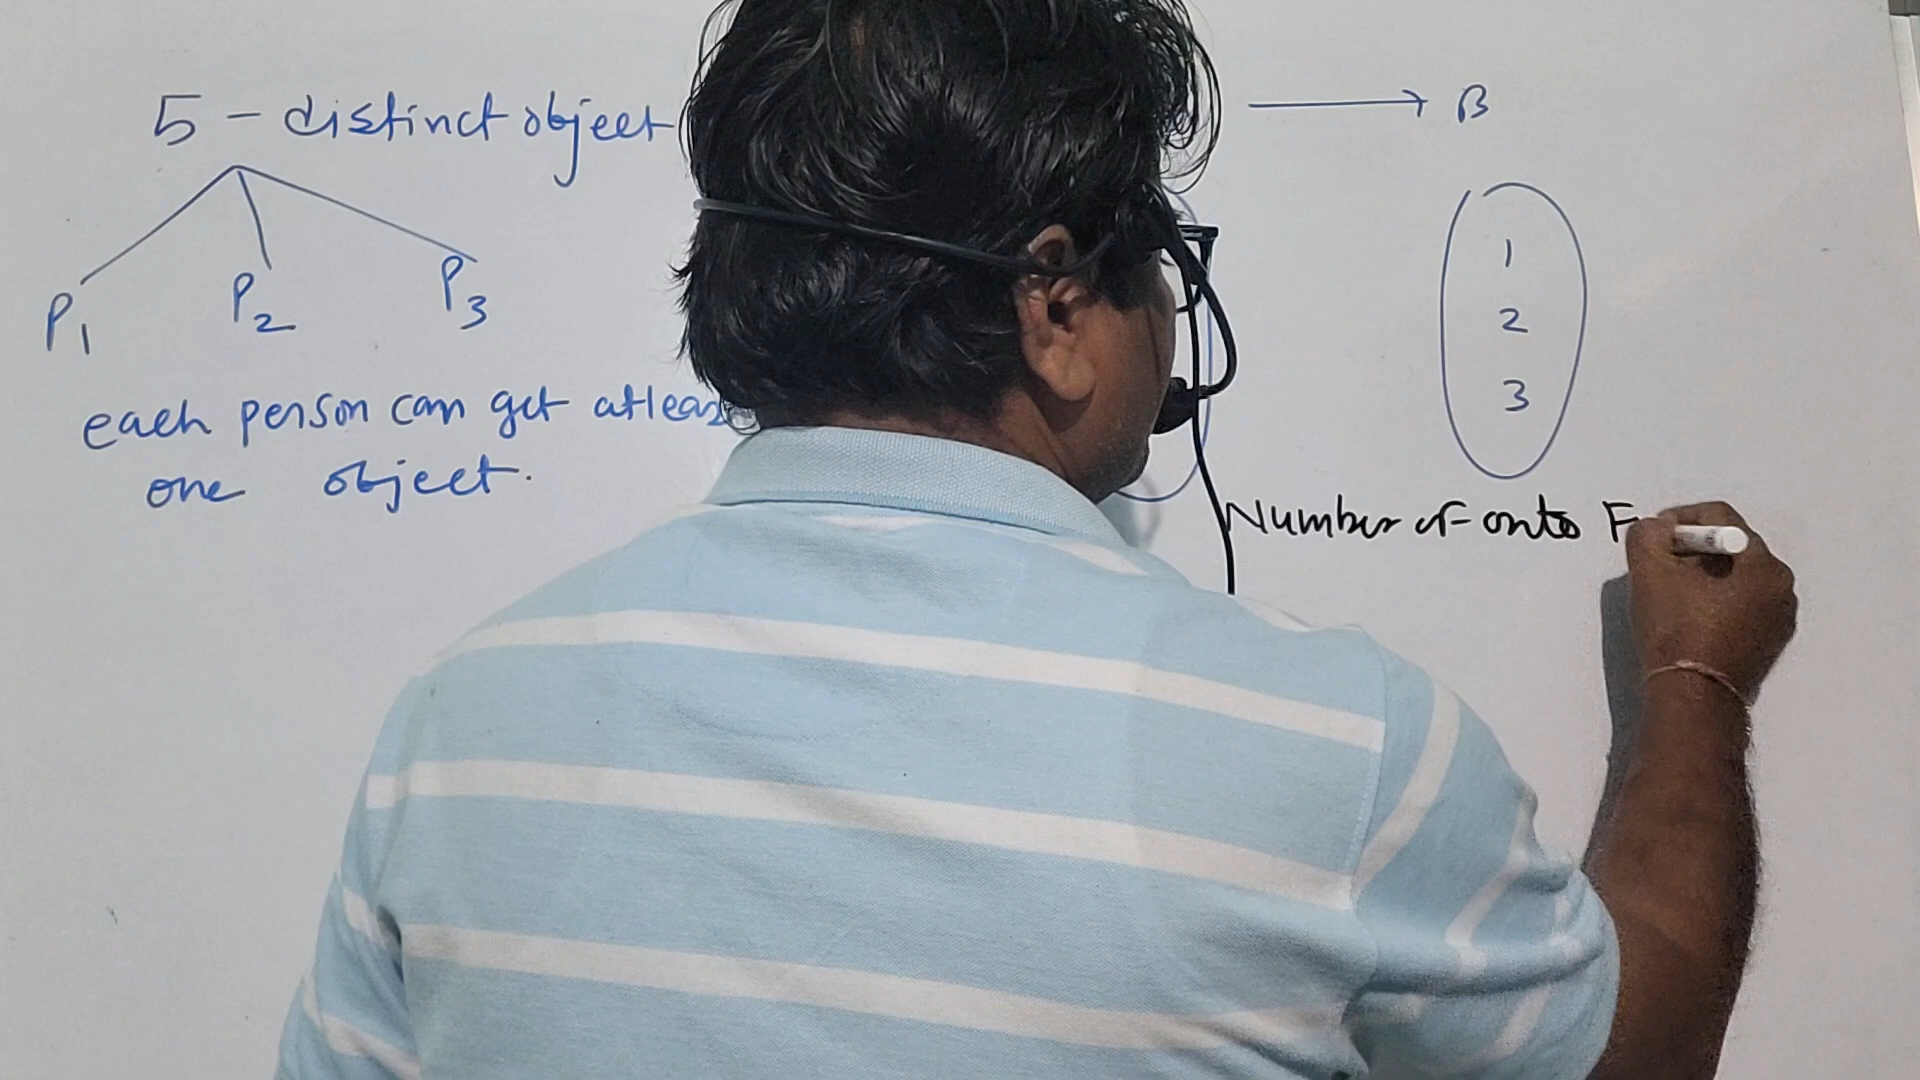 5 - distinct object
P1 P2 P3
each person can get atleas
one object.
→ B
1
2
3
Number of onto F